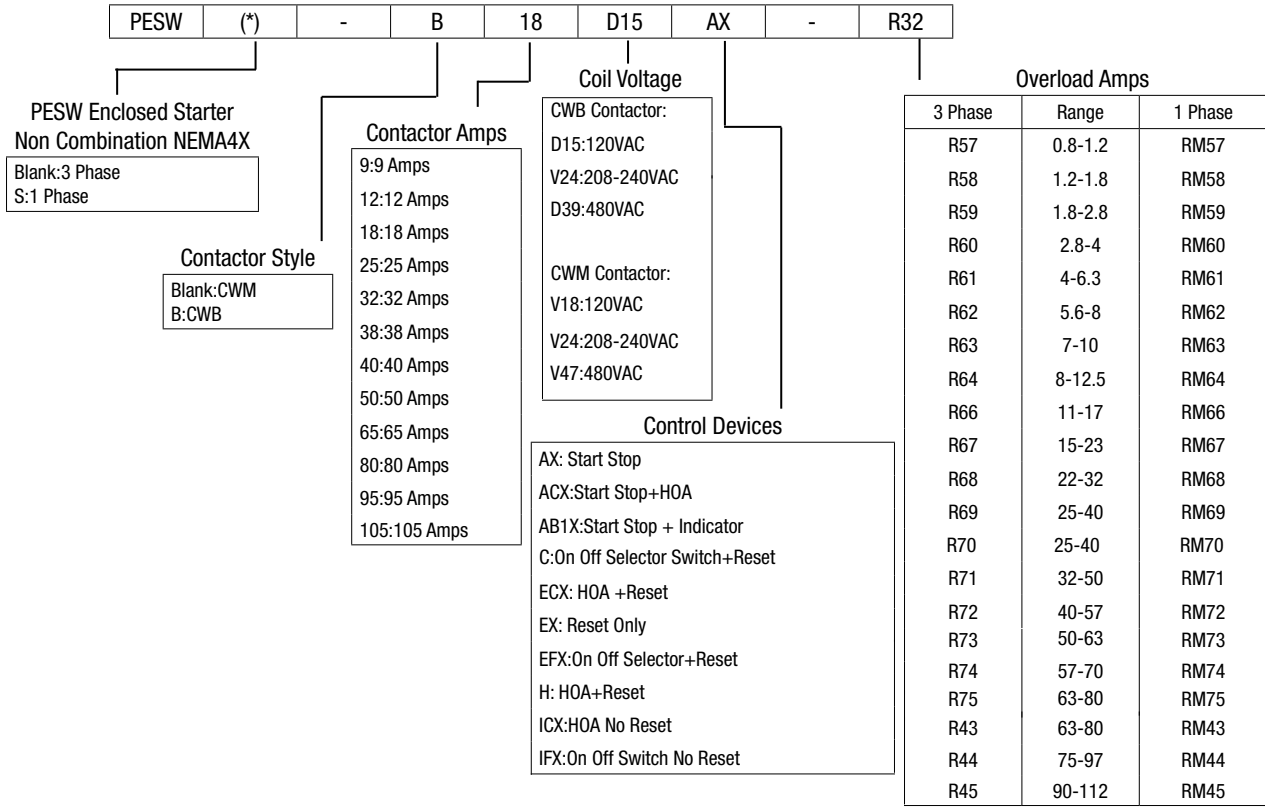 PESW (*) - B 18 D15 AX - R32
PESW Enclosed Starter
Non Combination NEMA4X
Blank:3 Phase
S:1 Phase
Contactor Style
Blank:CWM
B:CWB
Contactor Amps
9:9 Amps
12:12 Amps
18:18 Amps
25:25 Amps
32:32 Amps
38:38 Amps
40:40 Amps
50:50 Amps
65:65 Amps
80:80 Amps
95:95 Amps
105:105 Amps
Coil Voltage
CWB Contactor:
D15:120VAC
V24:208-240VAC
D39:480VAC
CWM Contactor:
V18:120VAC
V24:208-240VAC
V47:480VAC
Control Devices
AX: Start Stop
ACX:Start Stop+HOA
AB1X:Start Stop + Indicator
C:On Off Selector Switch+Reset
ECX: HOA +Reset
EX: Reset Only
EFX:On Off Selector+Reset
H: HOA+Reset
ICX:HOA No Reset
IFX:On Off Switch No Reset
Overload Amps
3 Phase Range 1 Phase
R57 0.8-1.2 RM57
R58 1.2-1.8 RM58
R59 1.8-2.8 RM59
R60 2.8-4 RM60
R61 4-6.3 RM61
R62 5.6-8 RM62
R63 7-10 RM63
R64 8-12.5 RM64
R66 11-17 RM66
R67 15-23 RM67
R68 22-32 RM68
R69 25-40 RM69
R70 25-40 RM70
R71 32-50 RM71
R72 40-57 RM72
R73 50-63 RM73
R74 57-70 RM74
R75 63-80 RM75
R43 63-80 RM43
R44 75-97 RM44
R45 90-112 RM45